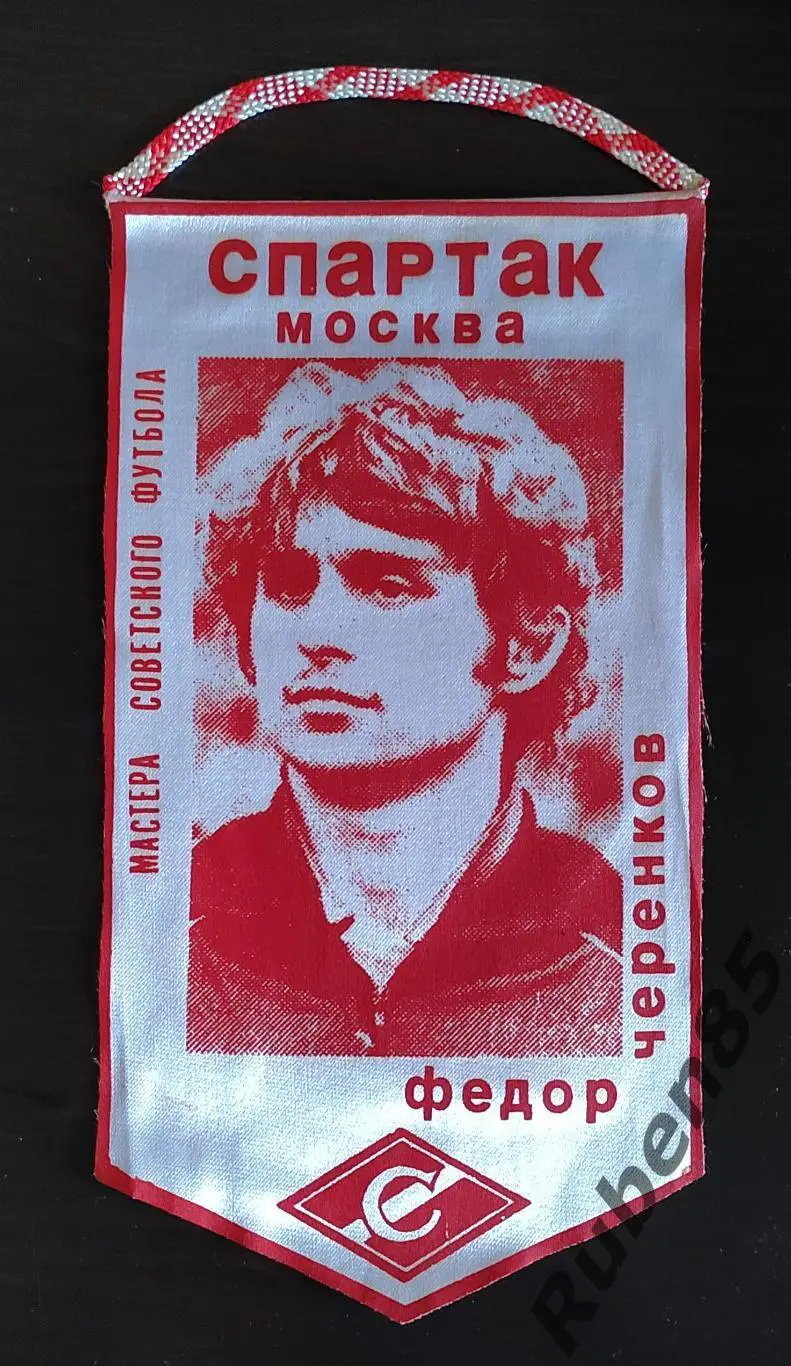 спартак
москва
МАСТЕРА СОВЕТСКОГО ФУТБОЛА
черенков
федор
С
Ruben85